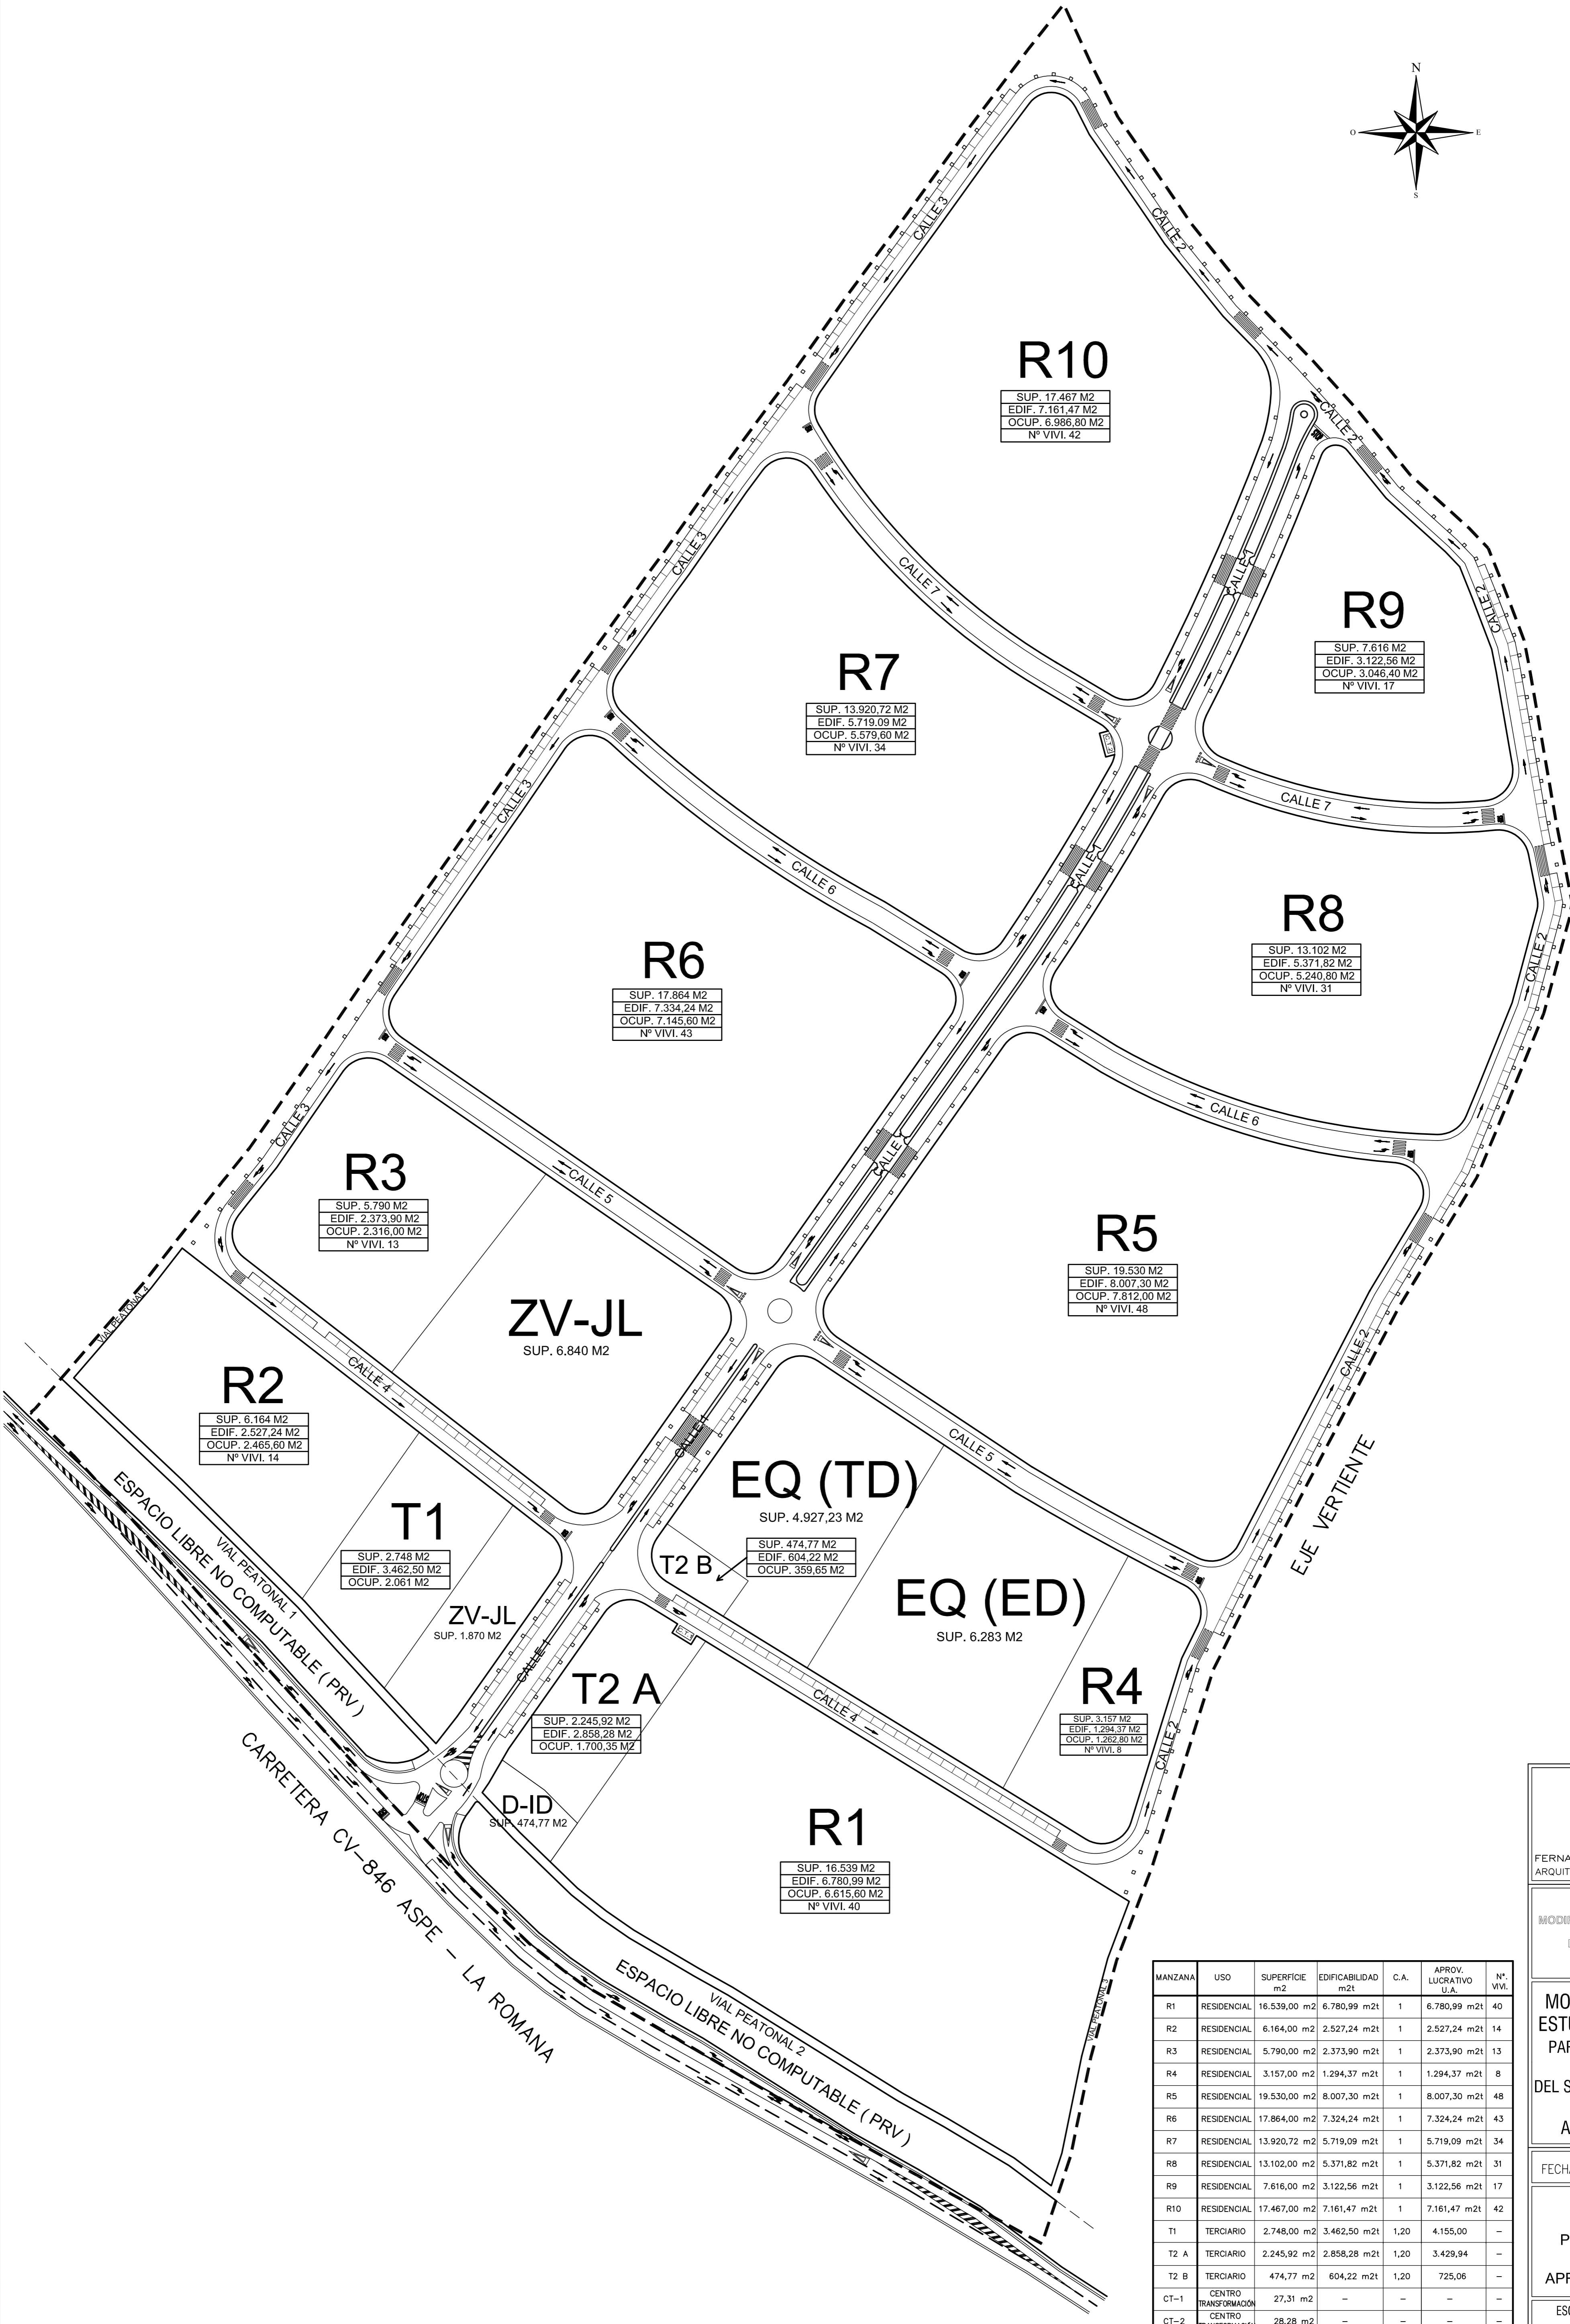 N
O
E
S
CALLE 3
CALLE 2
R10
SUP. 17.467 M2
EDIF. 7.161,47 M2
OCUP. 6.986,80 M2
Nº VIVI. 42
CALLE 2
CALLE 3
CALLE 7
CALLE 1
CALLE 2
R9
SUP. 7.616 M2
EDIF. 3.122,56 M2
OCUP. 3.046,40 M2
Nº VIVI. 17
R7
SUP. 13.920,72 M2
EDIF. 5.719.09 M2
OCUP. 5.579,60 M2
Nº VIVI. 34
CALLE 3
CALLE 7
CALLE 6
CALLE 1
R8
SUP. 13.102 M2
EDIF. 5.371,82 M2
OCUP. 5.240,80 M2
Nº VIVI. 31
CALLE 2
R6
SUP. 17.864 M2
EDIF. 7.334,24 M2
OCUP. 7.145,60 M2
Nº VIVI. 43
CALLE 3
CALLE 6
CALLE 1
R3
SUP. 5.790 M2
EDIF. 2.373,90 M2
OCUP. 2.316,00 M2
Nº VIVI. 13
CALLE 5
R5
SUP. 19.530 M2
EDIF. 8.007,30 M2
OCUP. 7.812,00 M2
Nº VIVI. 48
VIAL PEATONAL 4
ZV-JL
SUP. 6.840 M2
CALLE 2
CALLE 4
R2
SUP. 6.164 M2
EDIF. 2.527,24 M2
OCUP. 2.465,60 M2
Nº VIVI. 14
CALLE 1
CALLE 5
EJE VERTIENTE
EQ (TD)
SUP. 4.927,23 M2
T1
SUP. 2.748 M2
EDIF. 3.462,50 M2
OCUP. 2.061 M2
T2 B
SUP. 474,77 M2
EDIF. 604,22 M2
OCUP. 359,65 M2
VIAL PEATONAL 1
ESPACIO LIBRE NO COMPUTABLE ( PRV )
ZV-JL
SUP. 1.870 M2
EQ (ED)
SUP. 6.283 M2
CALLE 1
T2 A
SUP. 2.245,92 M2
EDIF. 2.858,28 M2
OCUP. 1.700,35 M2
CALLE 4
R4
SUP. 3.157 M2
EDIF. 1.294,37 M2
OCUP. 1.262,80 M2
Nº VIVI. 8
CALLE 2
CARRETERA CV-846 ASPE - LA ROMANA
D-ID
SUP. 474,77 M2
R1
SUP. 16.539 M2
EDIF. 6.780,99 M2
OCUP. 6.615,60 M2
Nº VIVI. 40
VIAL PEATONAL 3
VIAL PEATONAL 2
ESPACIO LIBRE NO COMPUTABLE ( PRV )
MANZANA USO SUPERFÍCIE m2 EDIFICABILIDAD m2t C.A. APROV. LUCRATIVO U.A. Nº. VIVI.
R1 RESIDENCIAL 16.539,00 m2 6.780,99 m2t 1 6.780,99 m2t 40
R2 RESIDENCIAL 6.164,00 m2 2.527,24 m2t 1 2.527,24 m2t 14
R3 RESIDENCIAL 5.790,00 m2 2.373,90 m2t 1 2.373,90 m2t 13
R4 RESIDENCIAL 3.157,00 m2 1.294,37 m2t 1 1.294,37 m2t 8
R5 RESIDENCIAL 19.530,00 m2 8.007,30 m2t 1 8.007,30 m2t 48
R6 RESIDENCIAL 17.864,00 m2 7.324,24 m2t 1 7.324,24 m2t 43
R7 RESIDENCIAL 13.920,72 m2 5.719,09 m2t 1 5.719,09 m2t 34
R8 RESIDENCIAL 13.102,00 m2 5.371,82 m2t 1 5.371,82 m2t 31
R9 RESIDENCIAL 7.616,00 m2 3.122,56 m2t 1 3.122,56 m2t 17
R10 RESIDENCIAL 17.467,00 m2 7.161,47 m2t 1 7.161,47 m2t 42
T1 TERCIARIO 2.748,00 m2 3.462,50 m2t 1,20 4.155,00 –
T2 A TERCIARIO 2.245,92 m2 2.858,28 m2t 1,20 3.429,94 –
T2 B TERCIARIO 474,77 m2 604,22 m2t 1,20 725,06 –
CT-1 CENTRO TRANSFORMACIÓN 27,31 m2 – – – –
CT-2 CENTRO 28,28 m2 – – – –
FERNA
ARQUIT
MO
ESTU
PAR
DEL S
A
FECHA
P
APR
ESC